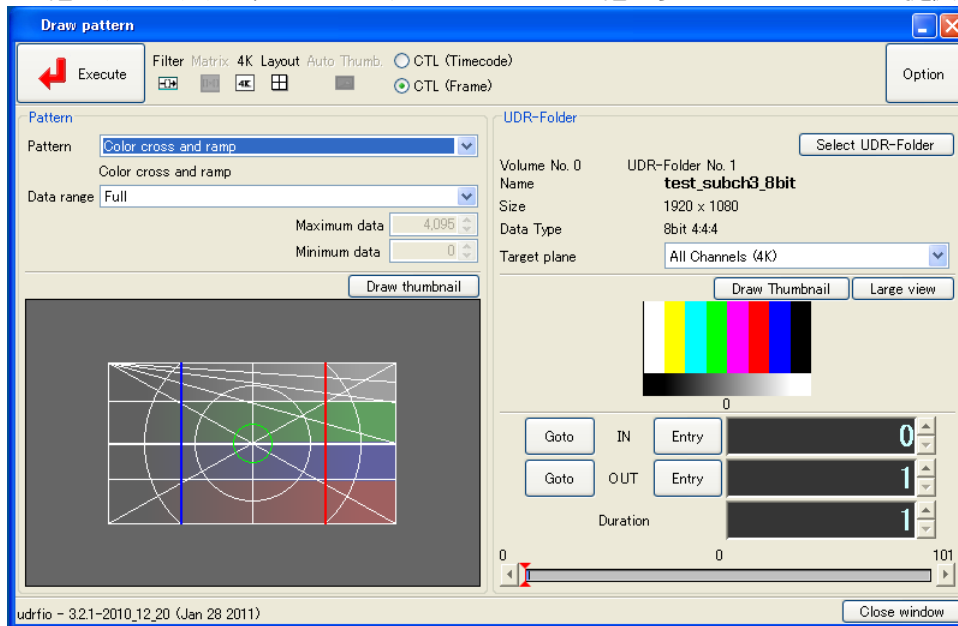 Draw pattern
Execute
Filter Matrix 4K Layout Auto Thumb.
4K
CTL (Timecode)
CTL (Frame)
Option
Pattern
Pattern Color cross and ramp
Color cross and ramp
Data range Full
Maximum data 4,095
Minimum data 0
Draw thumbnail
UDR-Folder
Select UDR-Folder
Volume No. 0 UDR-Folder No. 1
Name test_subch3_8bit
Size 1920 x 1080
Data Type 8bit 4:4:4
Target plane All Channels (4K)
Draw Thumbnail Large view
0
Goto IN Entry 0
Goto OUT Entry 1
Duration 1
0 0 101
udrfio - 3.2.1-2010_12_20 (Jan 28 2011)
Close window